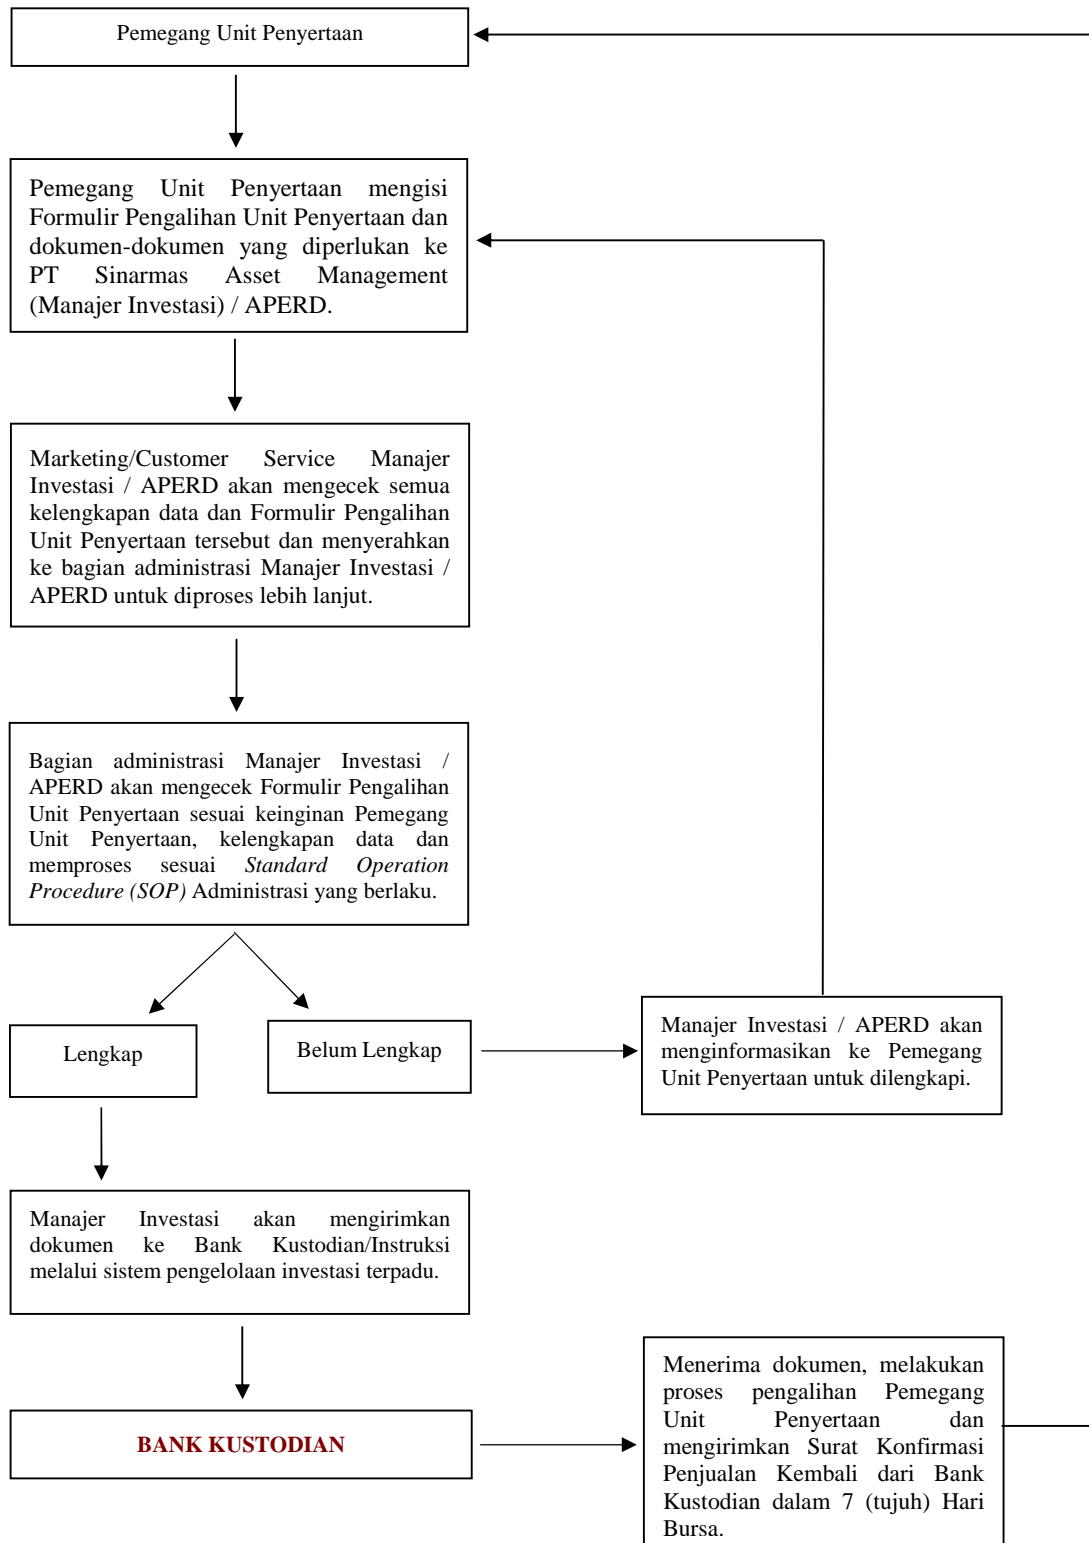 Pemegang Unit Penyertaan
Pemegang Unit Penyertaan mengisi
Formulir Pengalihan Unit Penyertaan dan
dokumen-dokumen yang diperlukan ke
PT Sinarmas Asset Management
(Manajer Investasi) / APERD.
Marketing/Customer Service Manajer
Investasi / APERD akan mengecek semua
kelengkapan data dan Formulir Pengalihan
Unit Penyertaan tersebut dan menyerahkan
ke bagian administrasi Manajer Investasi /
APERD untuk diproses lebih lanjut.
Bagian administrasi Manajer Investasi /
APERD akan mengecek Formulir Pengalihan
Unit Penyertaan sesuai keinginan Pemegang
Unit Penyertaan, kelengkapan data dan
memproses sesuai Standard Operation
Procedure (SOP) Administrasi yang berlaku.
Lengkap
Belum Lengkap
Manajer Investasi / APERD akan
menginformasikan ke Pemegang
Unit Penyertaan untuk dilengkapi.
Manajer Investasi akan mengirimkan
dokumen ke Bank Kustodian/Instruksi
melalui sistem pengelolaan investasi terpadu.
BANK KUSTODIAN
Menerima dokumen, melakukan
proses pengalihan Pemegang
Unit Penyertaan dan
mengirimkan Surat Konfirmasi
Penjualan Kembali dari Bank
Kustodian dalam 7 (tujuh) Hari
Bursa.